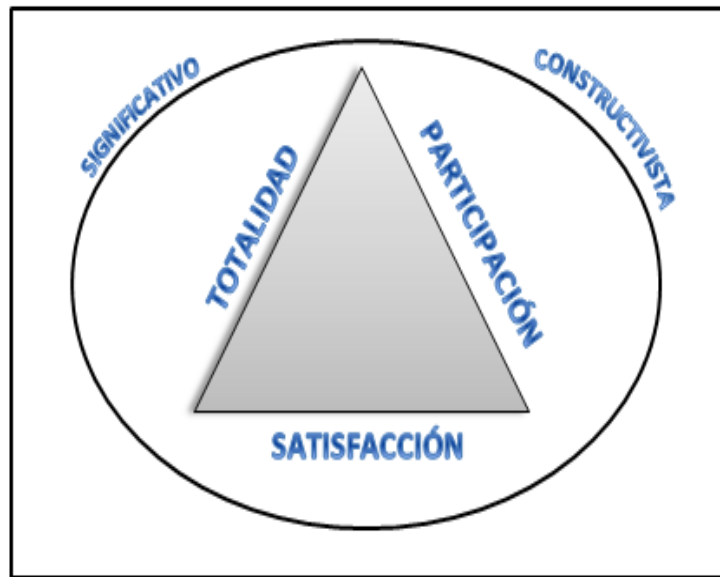 SIGNIFICATIVO
CONSTRUCTIVISTA
TOTALIDAD
PARTICIPACIÓN
SATISFACCIÓN